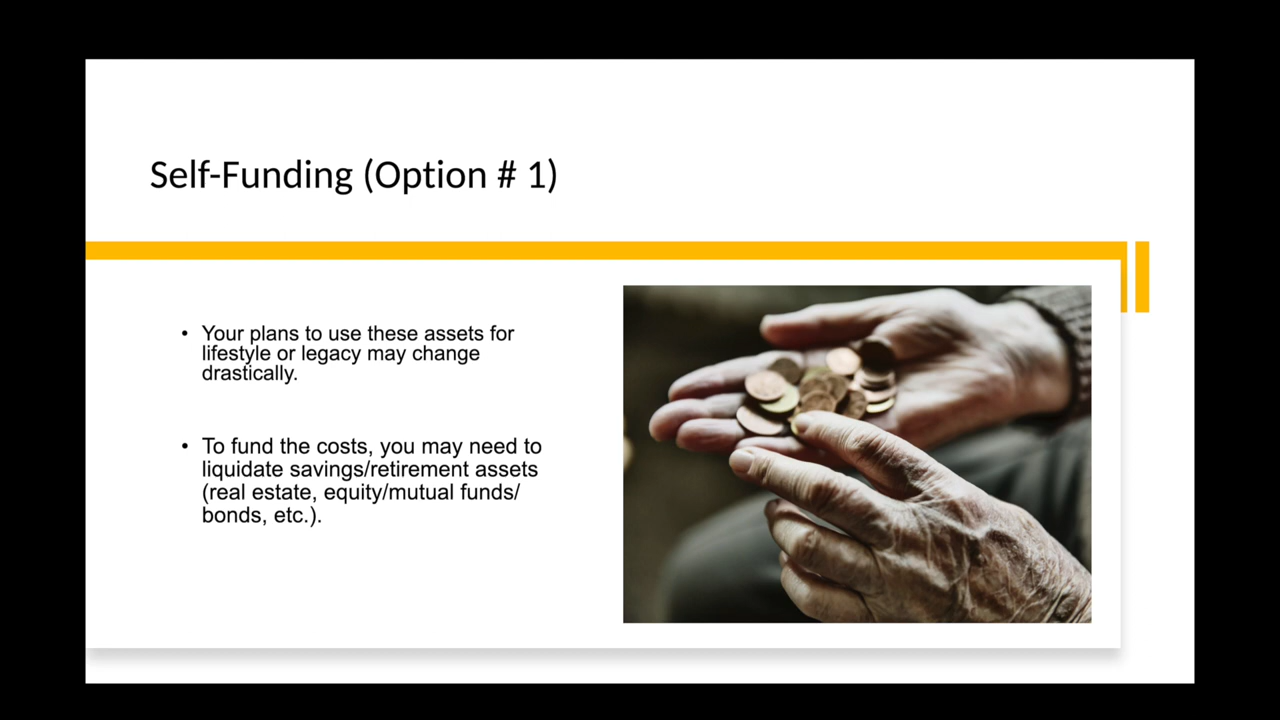 Self-Funding (Option # 1)
• Your plans to use these assets for
lifestyle or legacy may change
drastically.
• To fund the costs, you may need to
liquidate savings/retirement assets
(real estate, equity/mutual funds/
bonds, etc.).